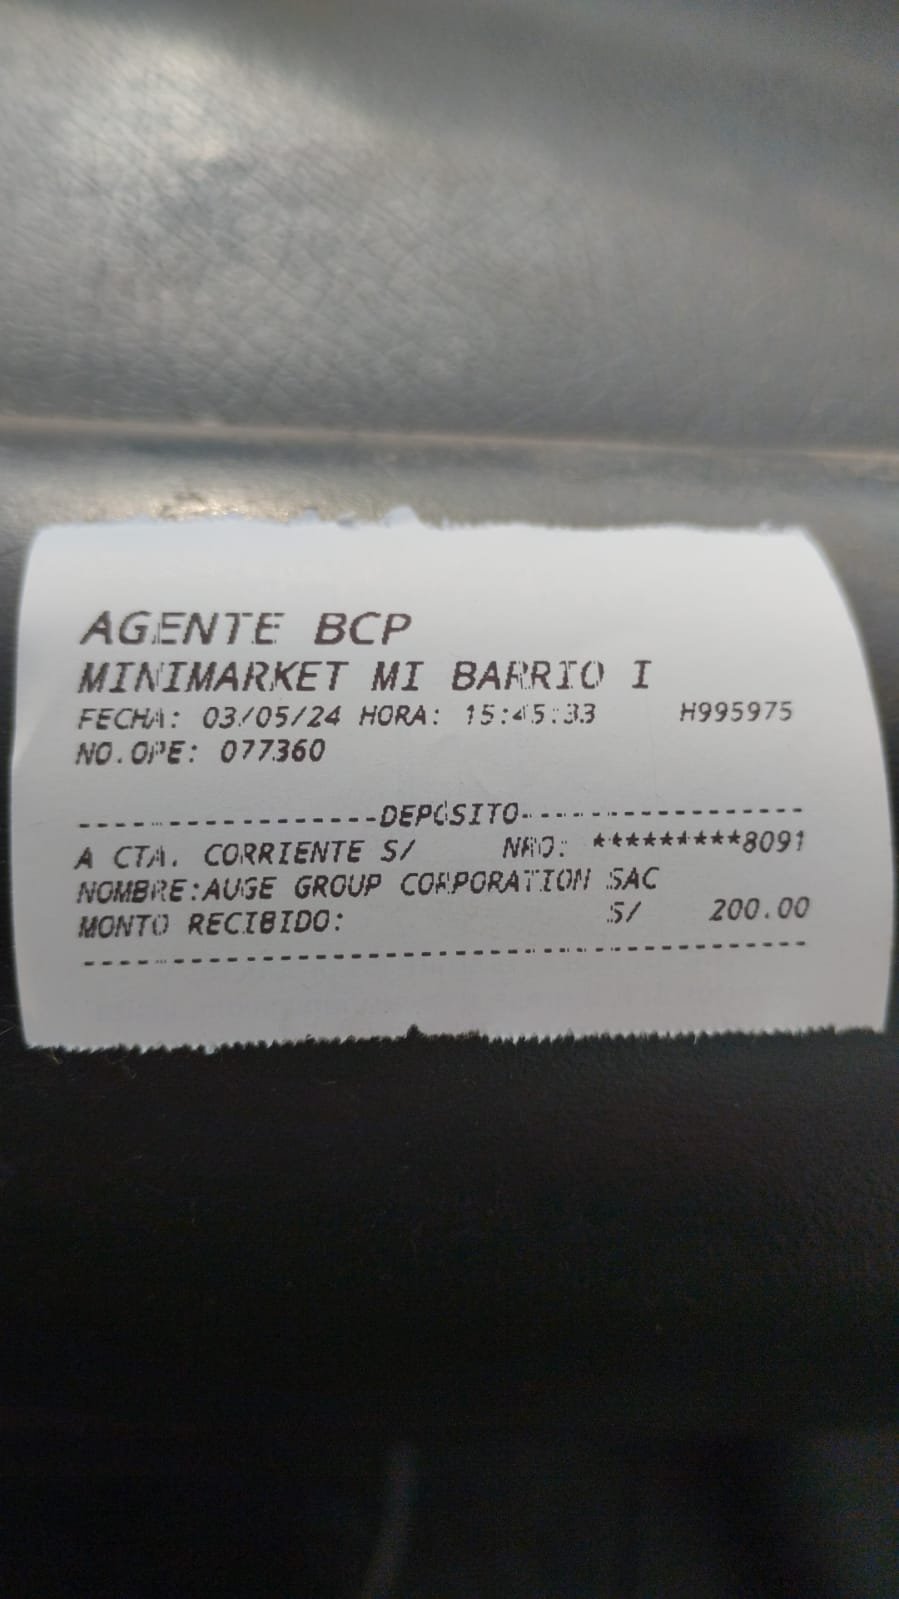 AGENTE BCP
MINIMARKET MI BARRIO I
FECHA: 03/05/24 HORA: 15:45:33 H995975
NO.OPE: 077360
-----------------DEPÓSITO-----------------
A CTA. CORRIENTE S/ NRO: *********8091
NOMBRE:AUGE GROUP CORPORATION SAC
MONTO RECIBIDO: S/ 200.00
------------------------------------------